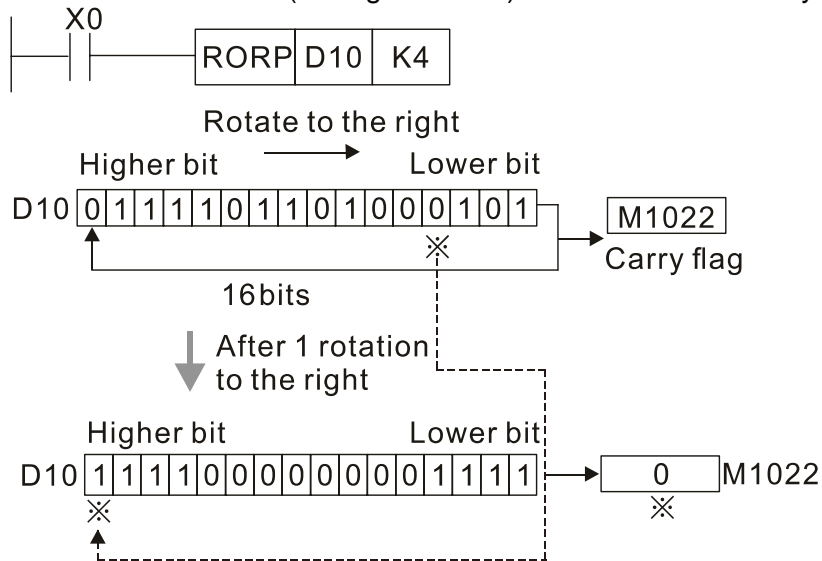 X0
RORP D10 K4
Rotate to the right
Higher bit Lower bit
D10 0 1 1 1 1 0 1 1 0 1 0 0 0 1 0 1 M1022
※ Carry flag
16bits
After 1 rotation
to the right
Higher bit Lower bit
D10 1 1 1 1 0 0 0 0 0 0 0 0 1 1 1 1 0 M1022
※ ※